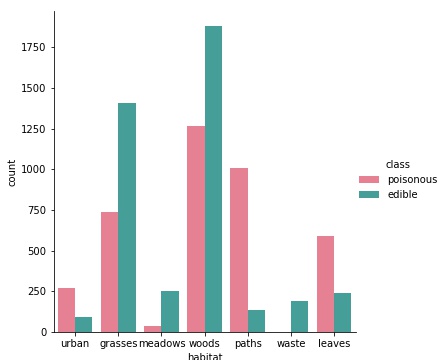 1750
1500
1250
1000
750
500
250
0
count
urban grasses meadows woods paths waste leaves
habitat
class
poisonous
edible